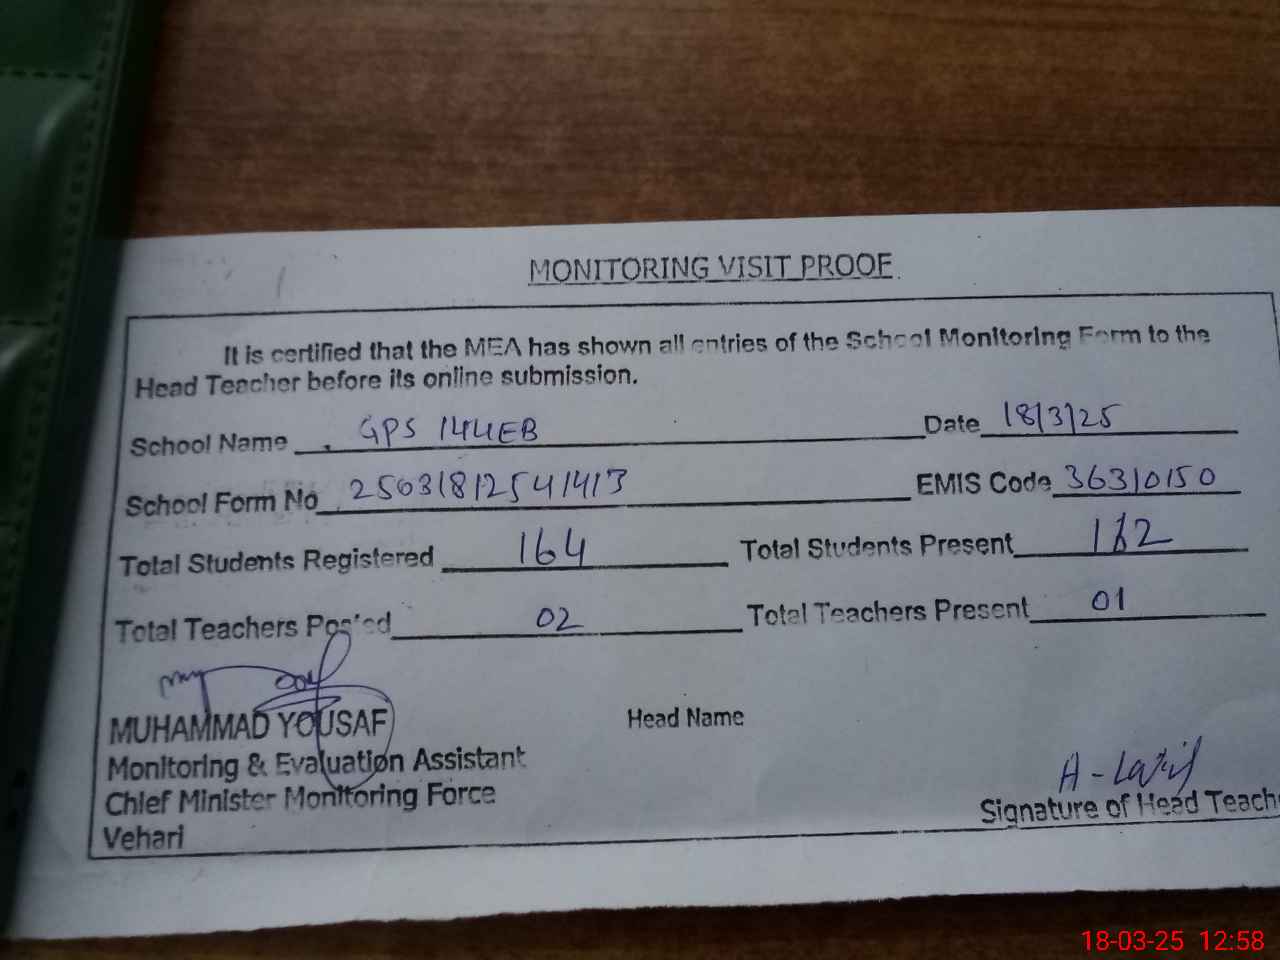 MONITORING VISIT PROOF
It is certified that the MEA has shown all entries of the School Monitoring Form to the
Head Teacher before its online submission.
School Name GPS 144EB Date 18/3/25
School Form No EMIS Code 36310150
Total Students Registered 164 Total Students Present
Total Teachers Posted 02 Total Teachers Present 01
MUHAMMAD YOUSAF Head Name
Monitoring & Evaluation Assistant
Chief Minister Monitoring Force
Vehari
A-Latif
Signature of Head Teach
18-03-25 12:58